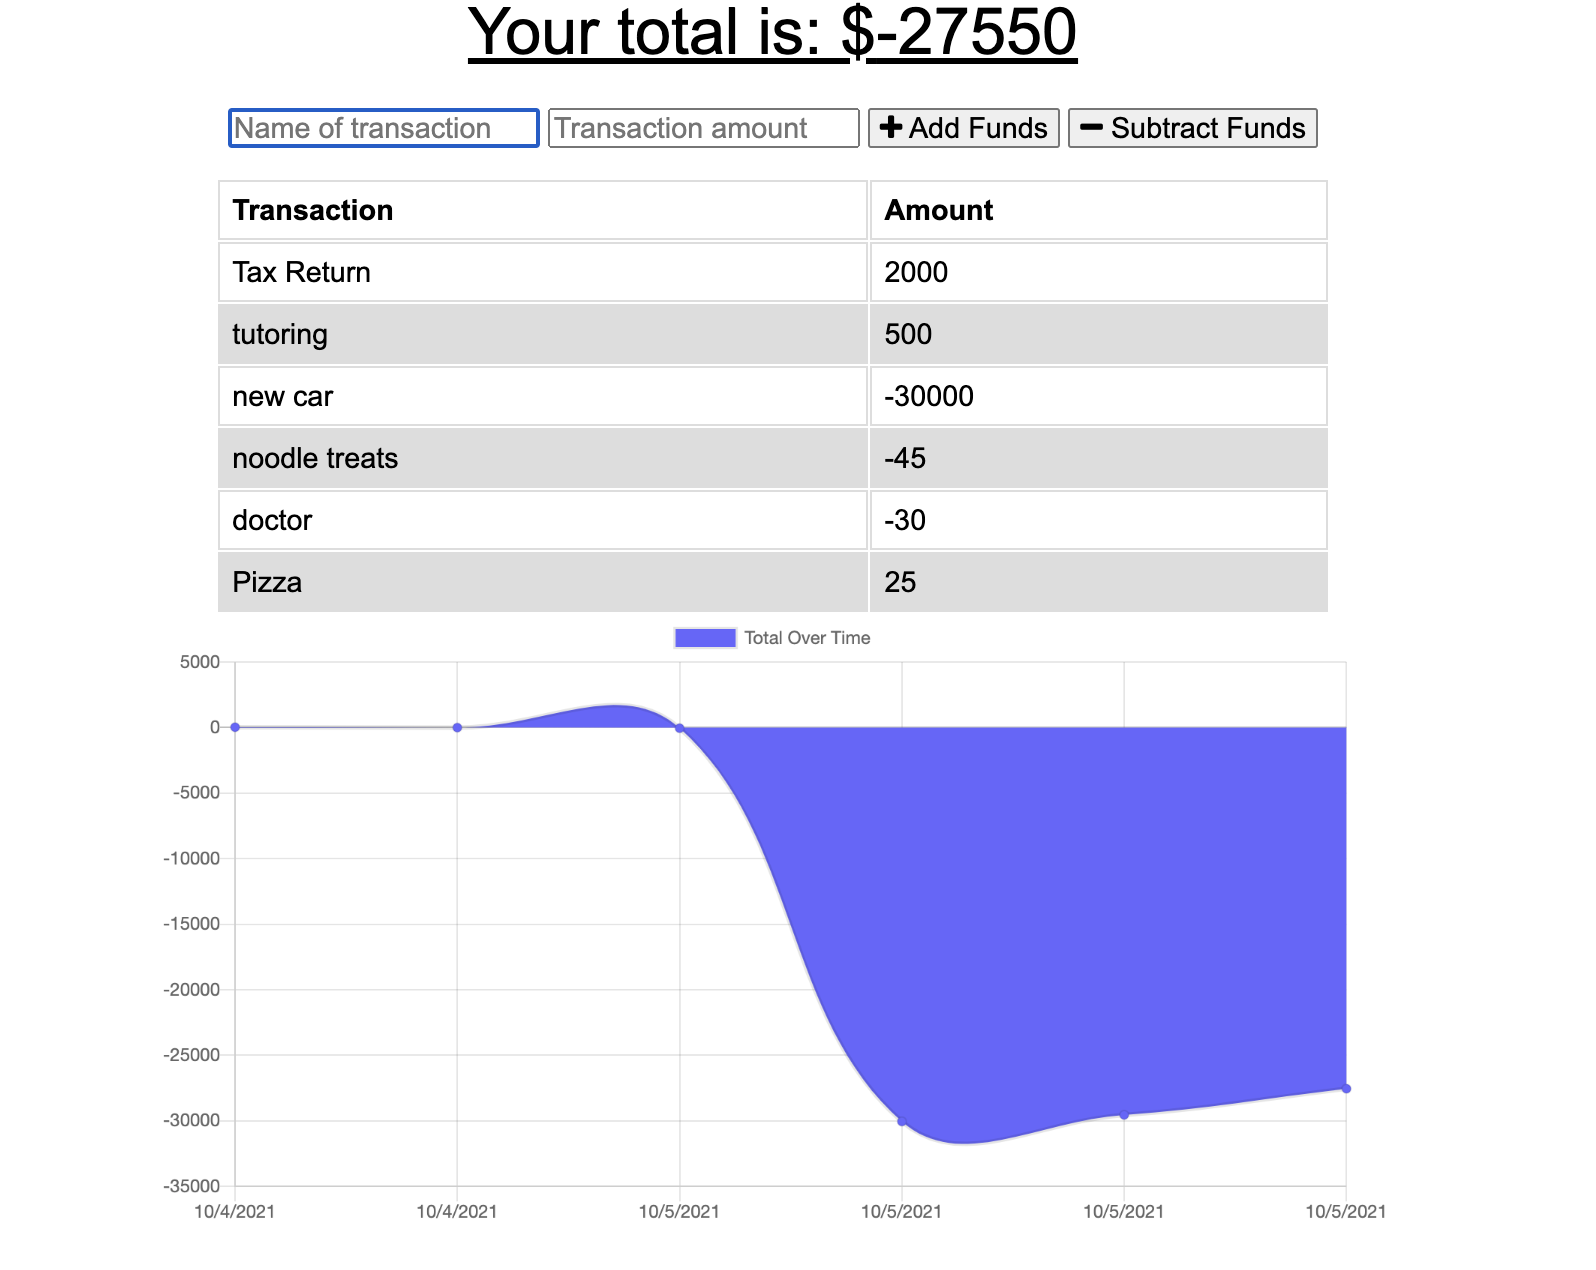 Your total is: $-27550
Name of transaction Transaction amount + Add Funds − Subtract Funds
Transaction Amount
Tax Return 2000
tutoring 500
new car -30000
noodle treats -45
doctor -30
Pizza 25
Total Over Time
5000
0
-5000
-10000
-15000
-20000
-25000
-30000
-35000
10/4/2021 10/4/2021 10/5/2021 10/5/2021 10/5/2021 10/5/2021